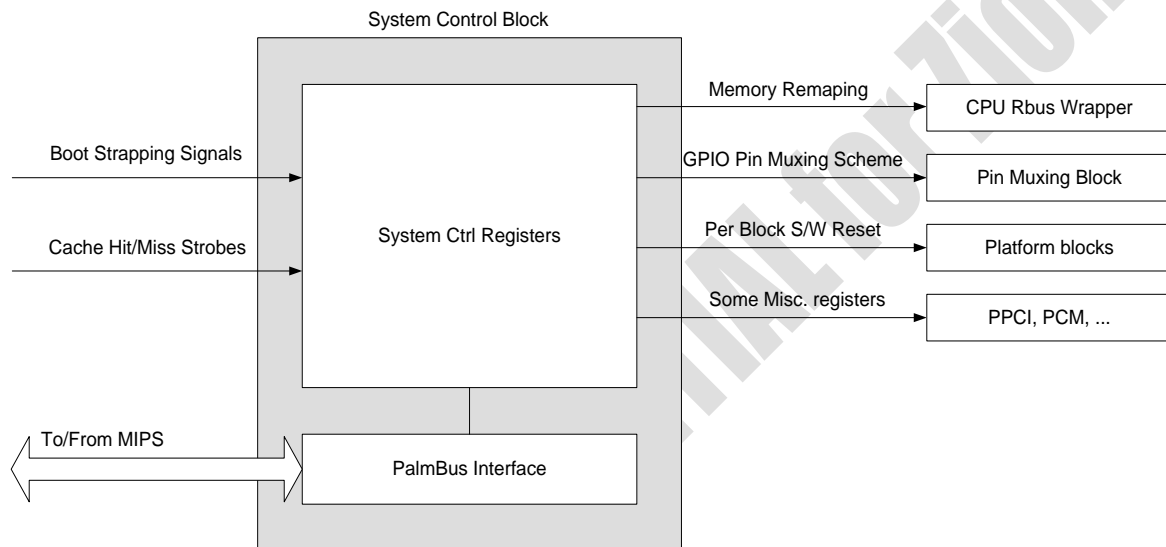 System Control Block
Memory Remaping
CPU Rbus Wrapper
Boot Strapping Signals
GPIO Pin Muxing Scheme
Pin Muxing Block
System Ctrl Registers
Per Block S/W Reset
Platform blocks
Cache Hit/Miss Strobes
Some Misc. registers
PPCI, PCM, ...
To/From MIPS
PalmBus Interface